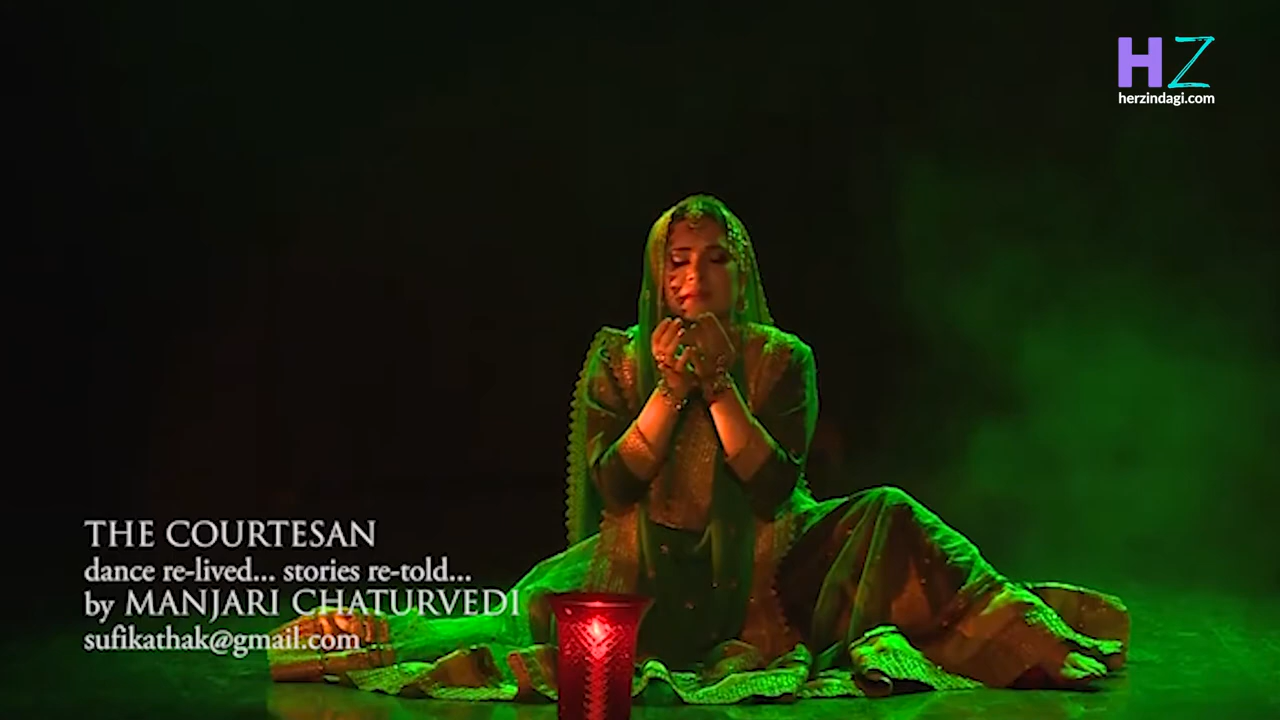 HZ
herzindagi.com
THE COURTESAN
dance re-lived... stories re-told...
by MANJARI CHATURVEDI
sufikathak@gmail.com